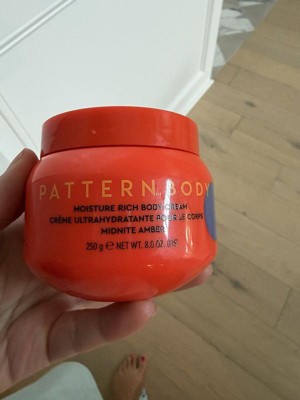 PATTERN BODY
MOISTURE RICH BODY CREAM
CRÈME ULTRAHYDRATANTE POUR LE CORPS
MIDNITE AMBER
250 g ℮ NET WT. 8.0 OZ.